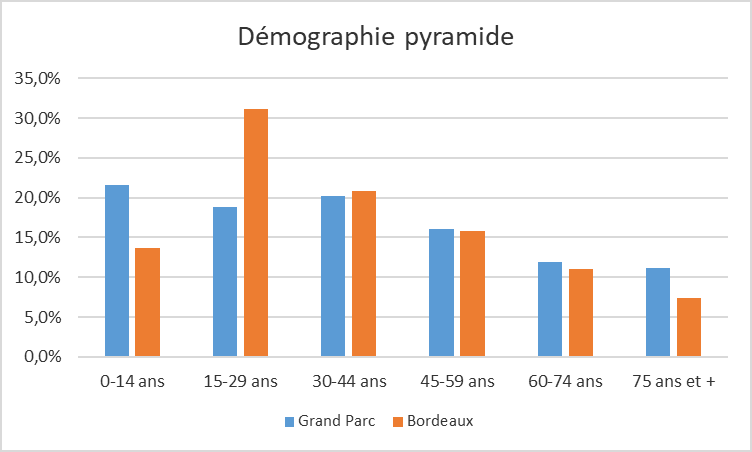 Démographie pyramide
35,0%
30,0%
25,0%
20,0%
15,0%
10,0%
5,0%
0,0%
0-14 ans 15-29 ans 30-44 ans 45-59 ans 60-74 ans 75 ans et +
Grand Parc Bordeaux